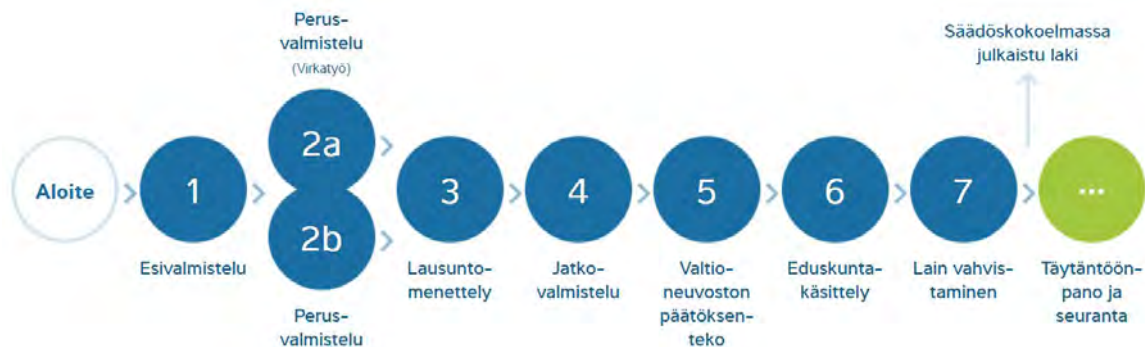 Perus-
valmistelu
(Virkatyö)
Säädöskokoelmassa
julkaistu laki
Aloite
1
2a
2b
3
4
5
6
7
...
Esivalmistelu
Perus-
valmistelu
Lausunto-
menettely
Jatko-
valmistelu
Valtio-
neuvoston
päätöksen-
teko
Eduskunta-
käsittely
Lain vahvis-
taminen
Täytäntöön-
pano ja
seuranta